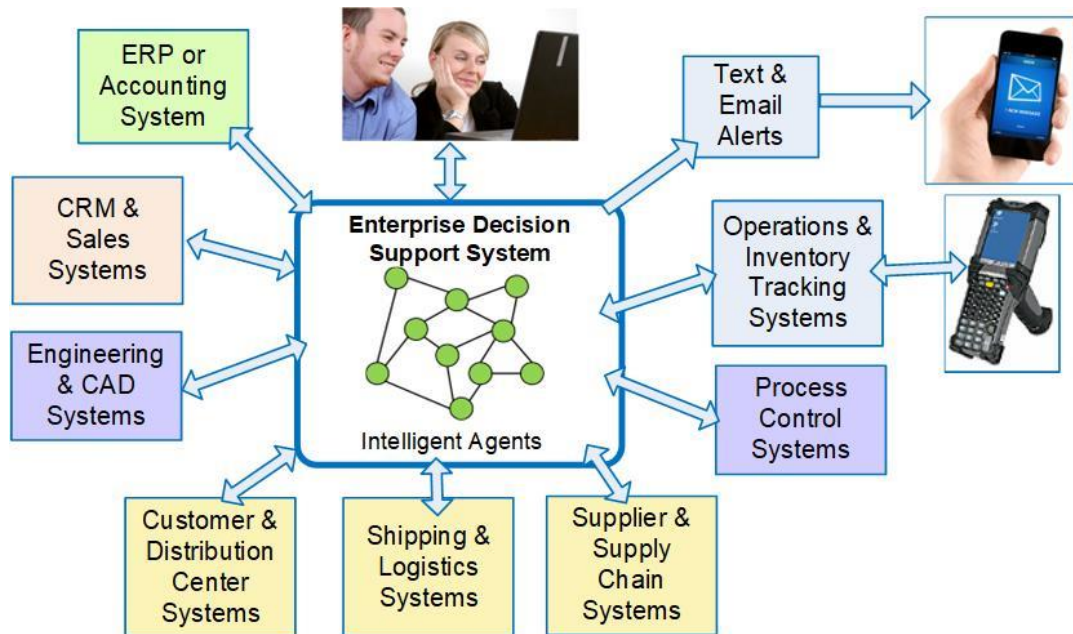 ERP or
Accounting
System
Text &
Email
Alerts
CRM &
Sales
Systems
Enterprise Decision
Support System
Operations &
Inventory
Tracking
Systems
Engineering
& CAD
Systems
Intelligent Agents
Process
Control
Systems
Customer &
Distribution
Center
Systems
Shipping &
Logistics
Systems
Supplier &
Supply
Chain
Systems